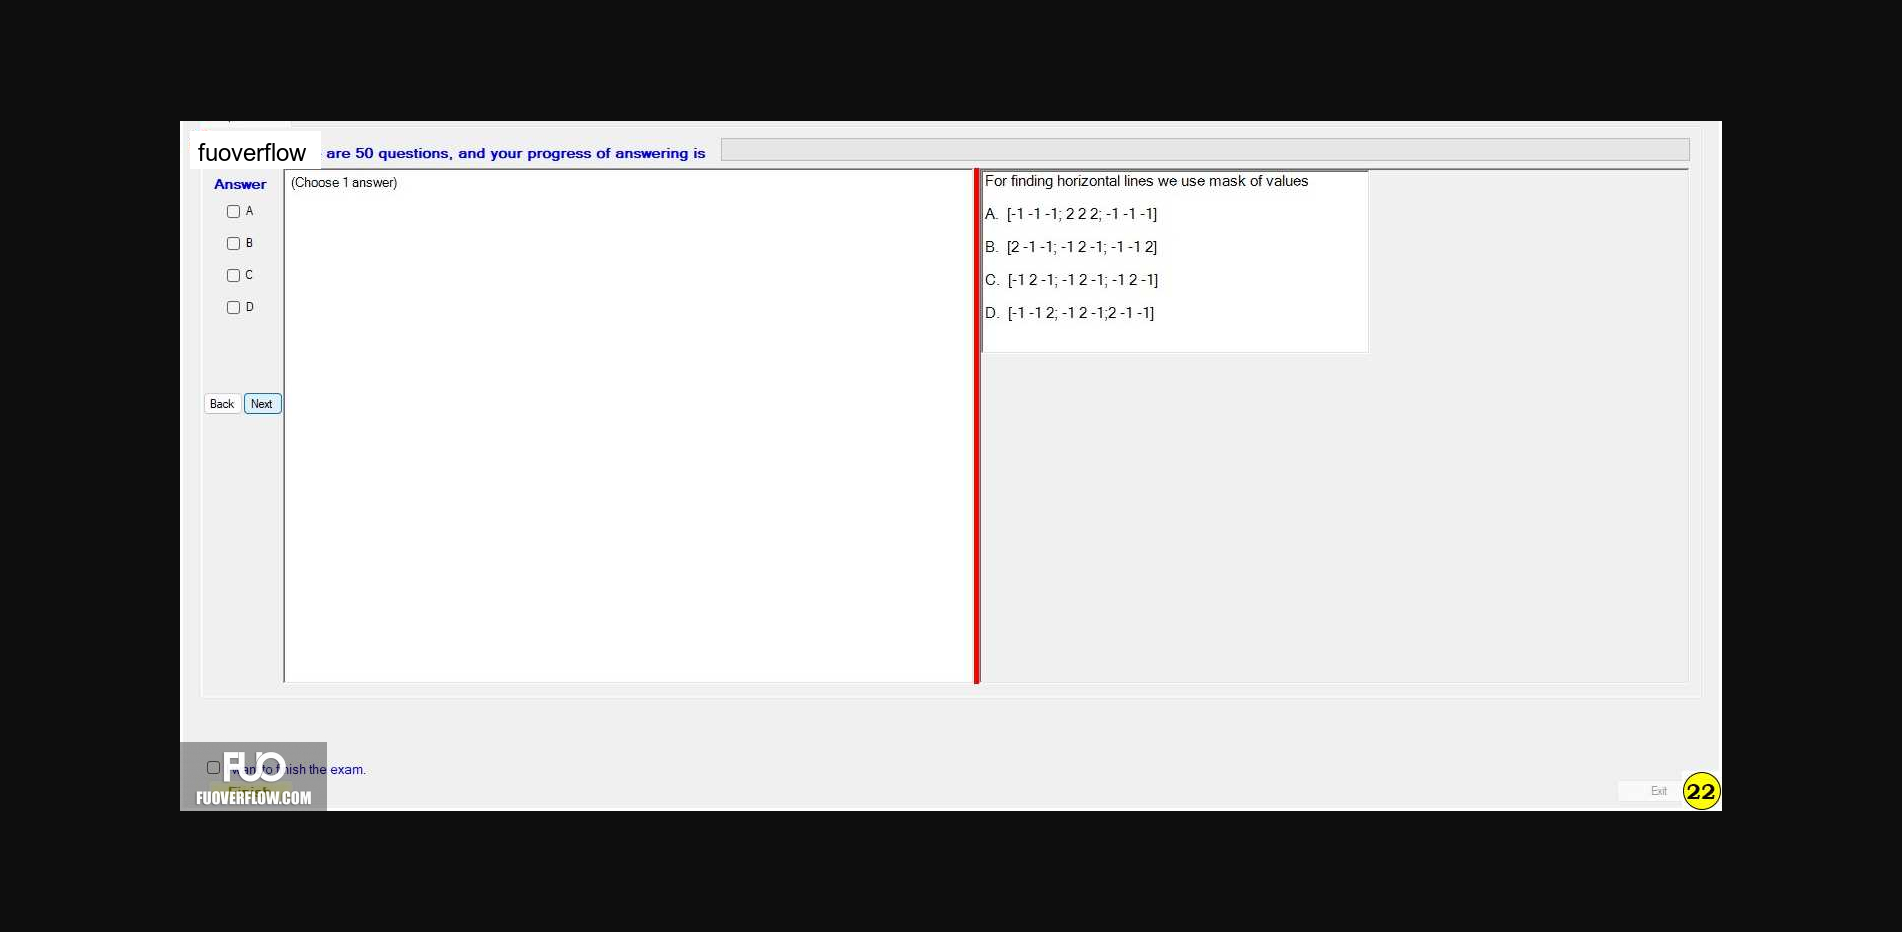 fuoverflow are 50 questions, and your progress of answering is
Answer
A
B
C
D
Back Next
(Choose 1 answer)
For finding horizontal lines we use mask of values
A. [-1 -1 -1; 2 2 2; -1 -1 -1]
B. [2 -1 -1; -1 2 -1; -1 -1 2]
C. [-1 2 -1; -1 2 -1; -1 2 -1]
D. [-1 -1 2; -1 2 -1;2 -1 -1]
want to finish the exam.
Finish
FUO
FUOVERFLOW.COM
Exit
22